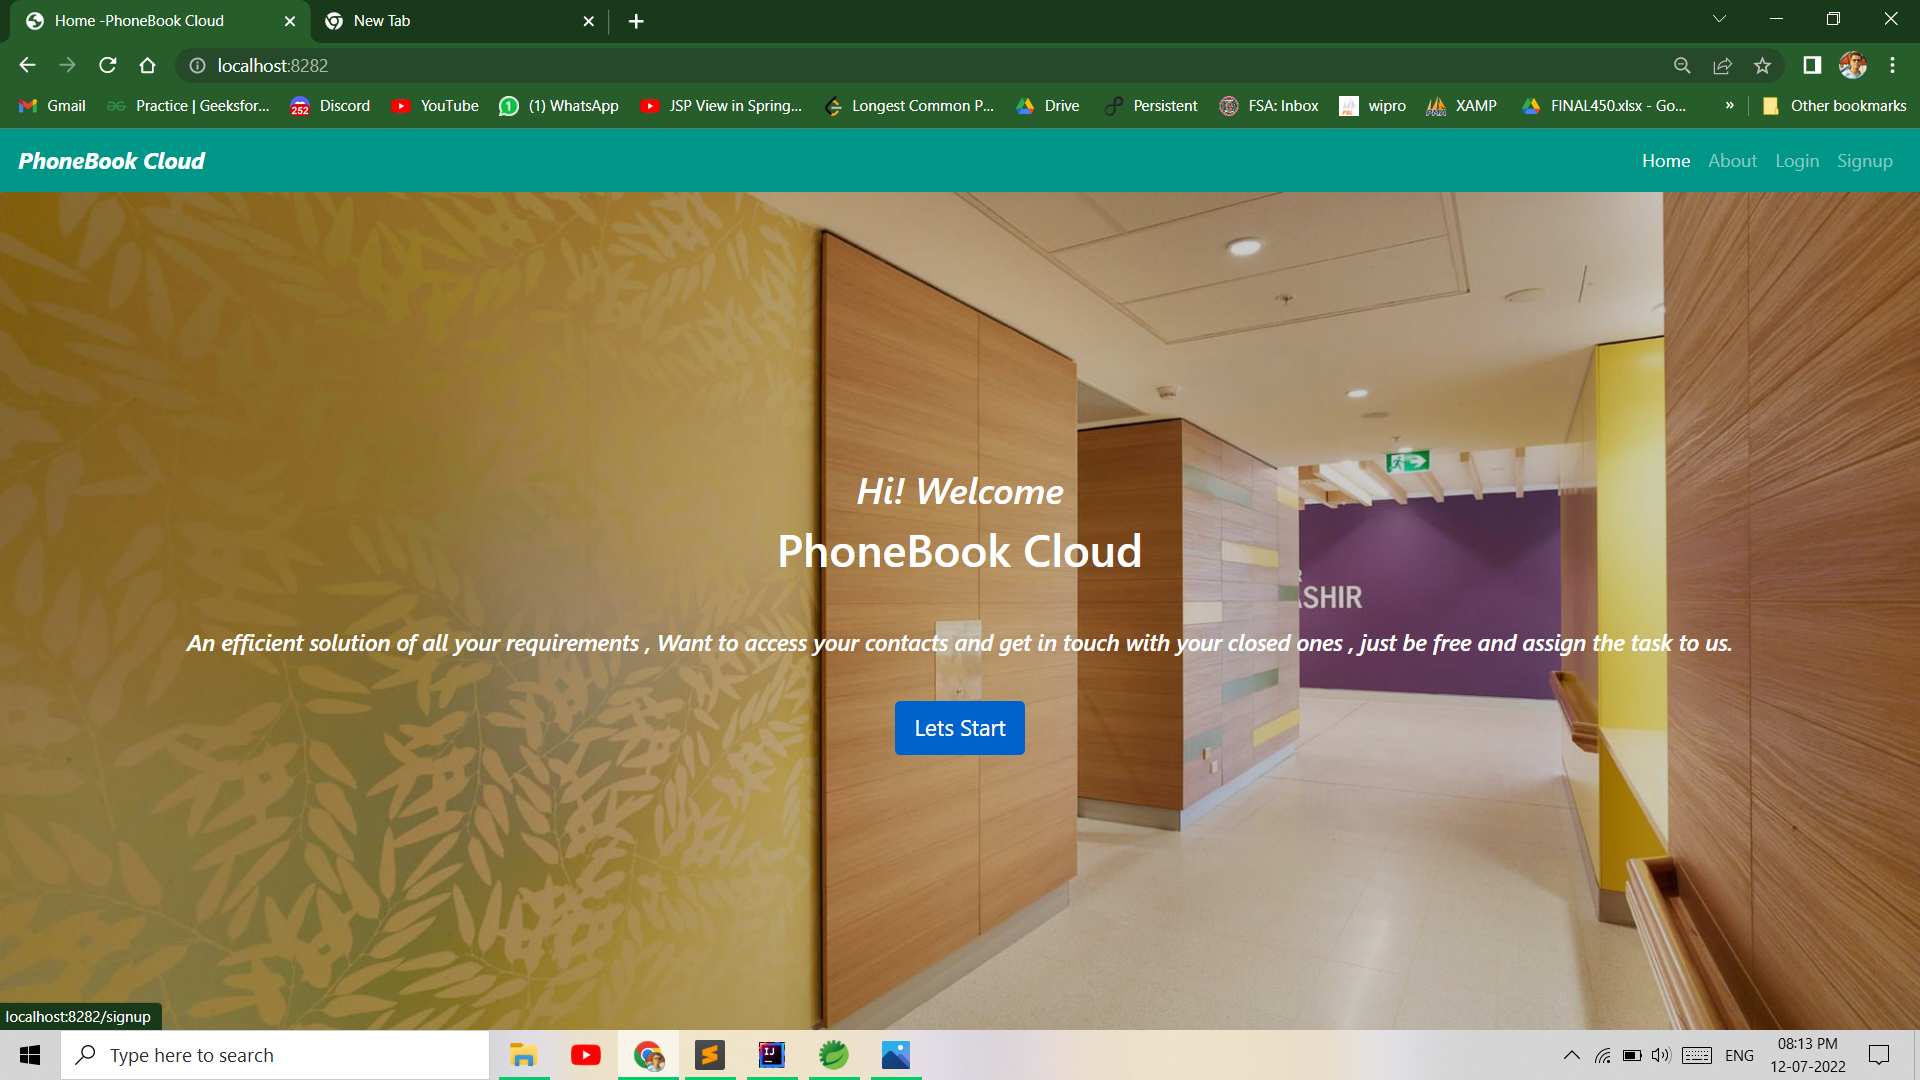 Home -PhoneBook Cloud
New Tab
localhost:8282
Gmail
Practice | Geeksfor...
252
Discord
YouTube
1
(1) WhatsApp
JSP View in Spring...
Longest Common P...
Drive
Persistent
FSA: Inbox
wipro
XAMP
FINAL450.xlsx - Go...
»
Other bookmarks
PhoneBook Cloud
Home
About
Login
Signup
Hi! Welcome
PhoneBook Cloud
ASHIR
An efficient solution of all your requirements , Want to access your contacts and get in touch with your closed ones , just be free and assign the task to us.
Lets Start
localhost:8282/signup
Type here to search
IJ
ENG
08:13 PM
12-07-2022